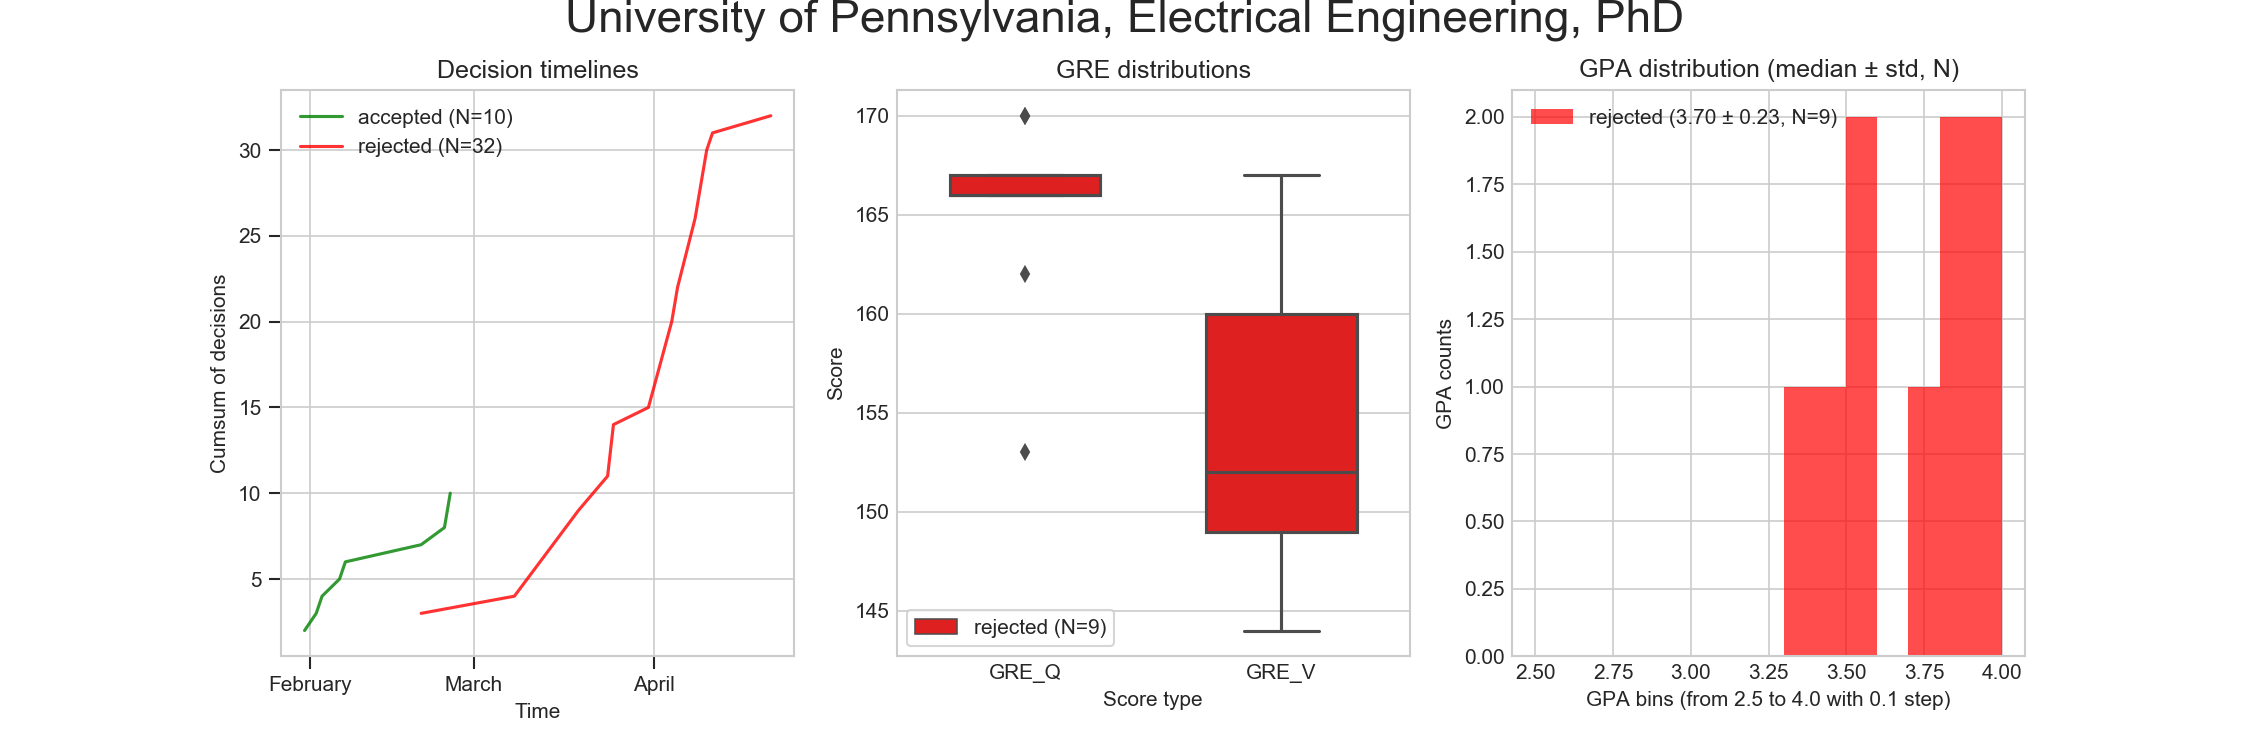 University of Pennsylvania, Electrical Engineering, PhD
Decision timelines
accepted (N=10)
rejected (N=32)
30
25
20
15
10
5
Cumsum of decisions
February March April
Time
GRE distributions
170
165
160
155
150
145
Score
rejected (N=9)
GRE_Q GRE_V
Score type
GPA distribution (median ± std, N)
rejected (3.70 ± 0.23, N=9)
2.00
1.75
1.50
1.25
1.00
0.75
0.50
0.25
0.00
GPA counts
2.50 2.75 3.00 3.25 3.50 3.75 4.00
GPA bins (from 2.5 to 4.0 with 0.1 step)